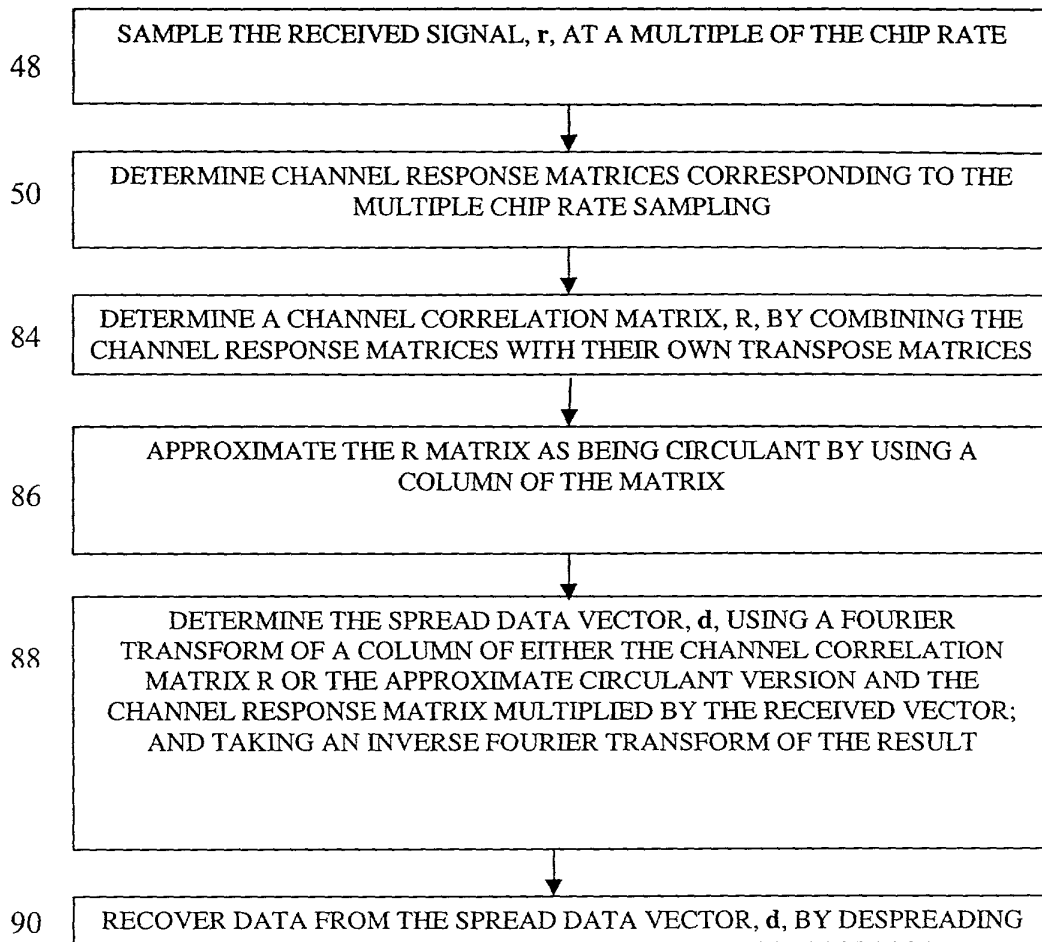 SAMPLE THE RECEIVED SIGNAL, r, AT A MULTIPLE OF THE CHIP RATE
48
DETERMINE CHANNEL RESPONSE MATRICES CORRESPONDING TO THE
50
MULTIPLE CHIP RATE SAMPLING
DETERMINE A CHANNEL CORRELATION MATRIX, R, BY COMBINING THE
84
CHANNEL RESPONSE MATRICES WITH THEIR OWN TRANSPOSE MATRICES
APPROXIMATE THE R MATRIX AS BEING CIRCULANT BY USING A
COLUMN OF THE MATRIX
86
DETERMINE THE SPREAD DATA VECTOR, d, USING A FOURIER
88
TRANSFORM OF A COLUMN OF EITHER THE CHANNEL CORRELATION
MATRIX R OR THE APPROXIMATE CIRCULANT VERSION AND THE
CHANNEL RESPONSE MATRIX MULTIPLIED BY THE RECEIVED VECTOR;
AND TAKING AN INVERSE FOURIER TRANSFORM OF THE RESULT
90
RECOVER DATA FROM THE SPREAD DATA VECTOR, d, BY DESPREADING